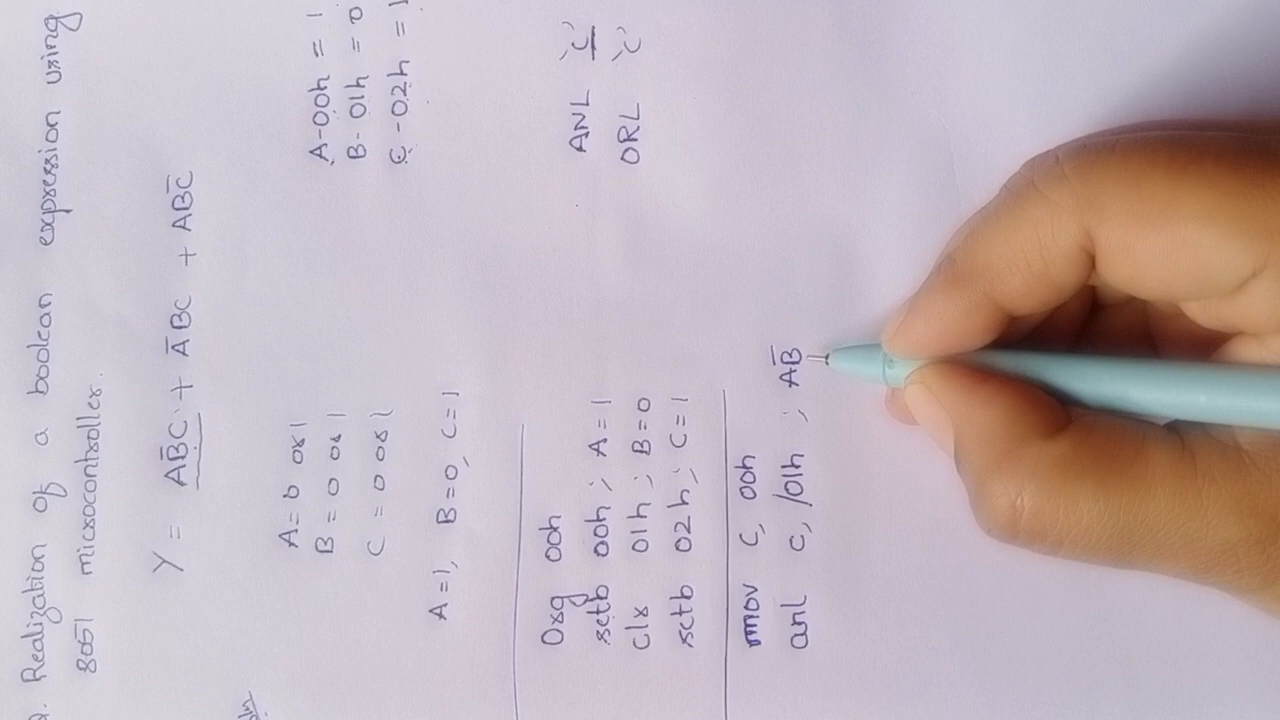 Q. Realization of a boolean expression using
8051 microcontroller.
Y = AB̅C + A̅BC + AB̅C̅
A = 0 or 1
B = 0 or 1
C = 0 or 1
A - 00h = 1
B - 01h = 0
C - 02h = 1
A = 1, B = 0, C = 1
Org 00h
setb 00h ; A = 1
clr 01h ; B = 0
setb 02h ; C = 1
ANL 'C'
ORL 'C'
mov C, 00h
anl C, /01h ; AB̅